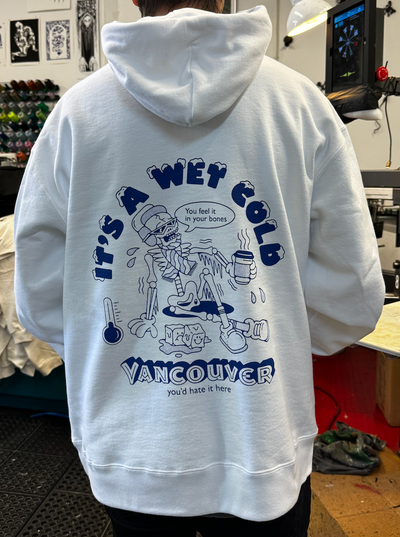 IT'S A WET COLD
You feel it
in your bones
VANCOUVER
you'd hate it here